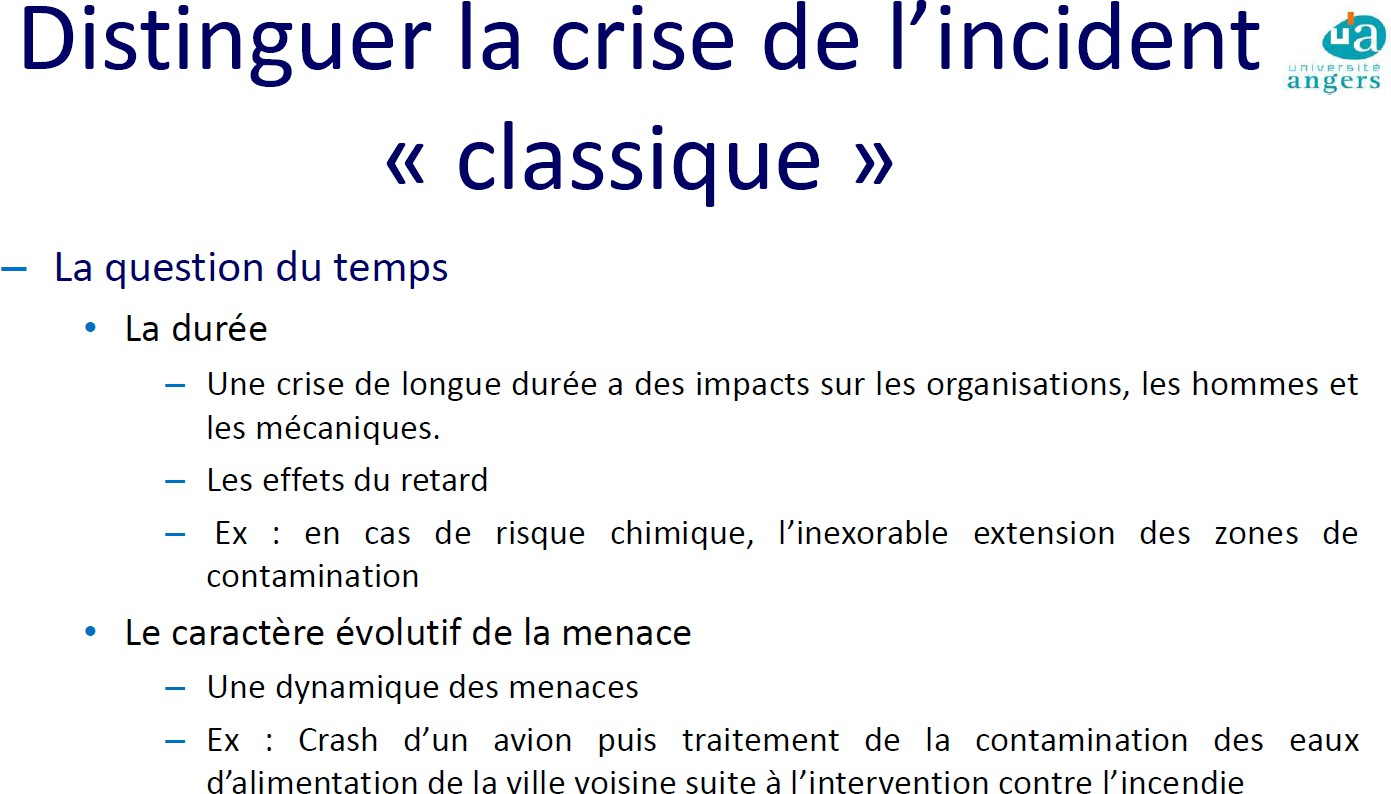 Distinguer la crise de l’incident
« classique »
ua
université
angers
– La question du temps
• La durée
– Une crise de longue durée a des impacts sur les organisations, les hommes et
les mécaniques.
– Les effets du retard
– Ex : en cas de risque chimique, l’inexorable extension des zones de
contamination
• Le caractère évolutif de la menace
– Une dynamique des menaces
– Ex : Crash d’un avion puis traitement de la contamination des eaux
d’alimentation de la ville voisine suite à l’intervention contre l’incendie